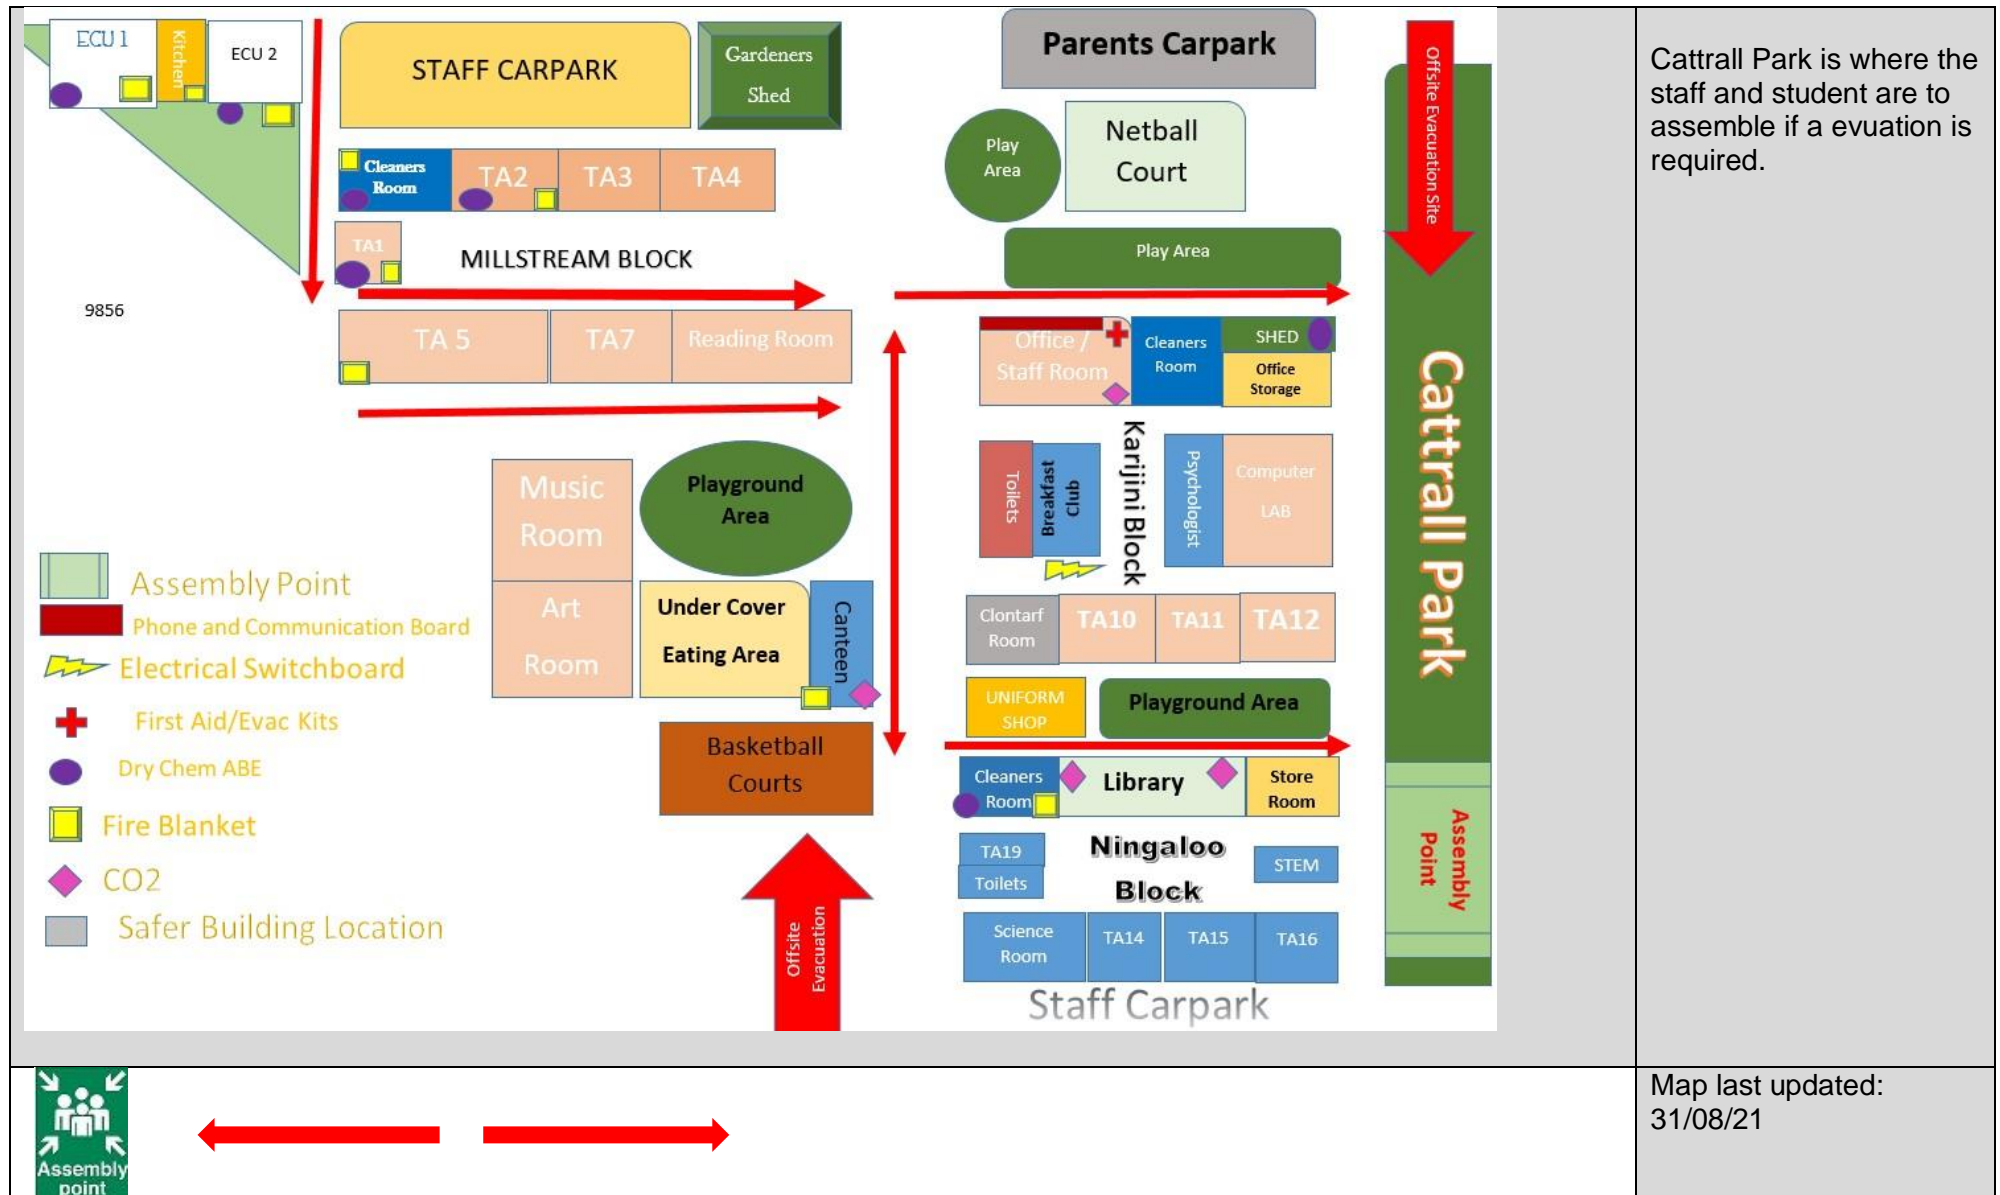 ECU 1
Kitchen
ECU 2
STAFF CARPARK
Gardeners
Shed
Parents Carpark
Offsite Evacuation Site
Cattrall Park is where the
staff and student are to
assemble if a evuation is
required.
Play
Area
Netball
Court
Cleaners
Room
TA2
TA3
TA4
TA1
MILLSTREAM BLOCK
Play Area
9856
TA 5
TA7
Reading Room
Office /
Staff Room
Cleaners
Room
SHED
Office
Storage
Cattrall Park
Music
Room
Playground
Area
Toilets
Breakfast
Club
Karijini Block
Psychologist
Computer
LAB
Art
Room
Under Cover
Eating Area
Canteen
Clontarf
Room
TA10
TA11
TA12
UNIFORM
SHOP
Playground Area
Basketball
Courts
Cleaners
Room
Library
Store
Room
Assembly
Point
TA19
Toilets
Ningaloo
Block
STEM
Science
Room
TA14
TA15
TA16
Staff Carpark
Offsite
Evacuation
Assembly Point
Phone and Communication Board
Electrical Switchboard
First Aid/Evac Kits
Dry Chem ABE
Fire Blanket
CO2
Safer Building Location
Assembly
point
Map last updated:
31/08/21